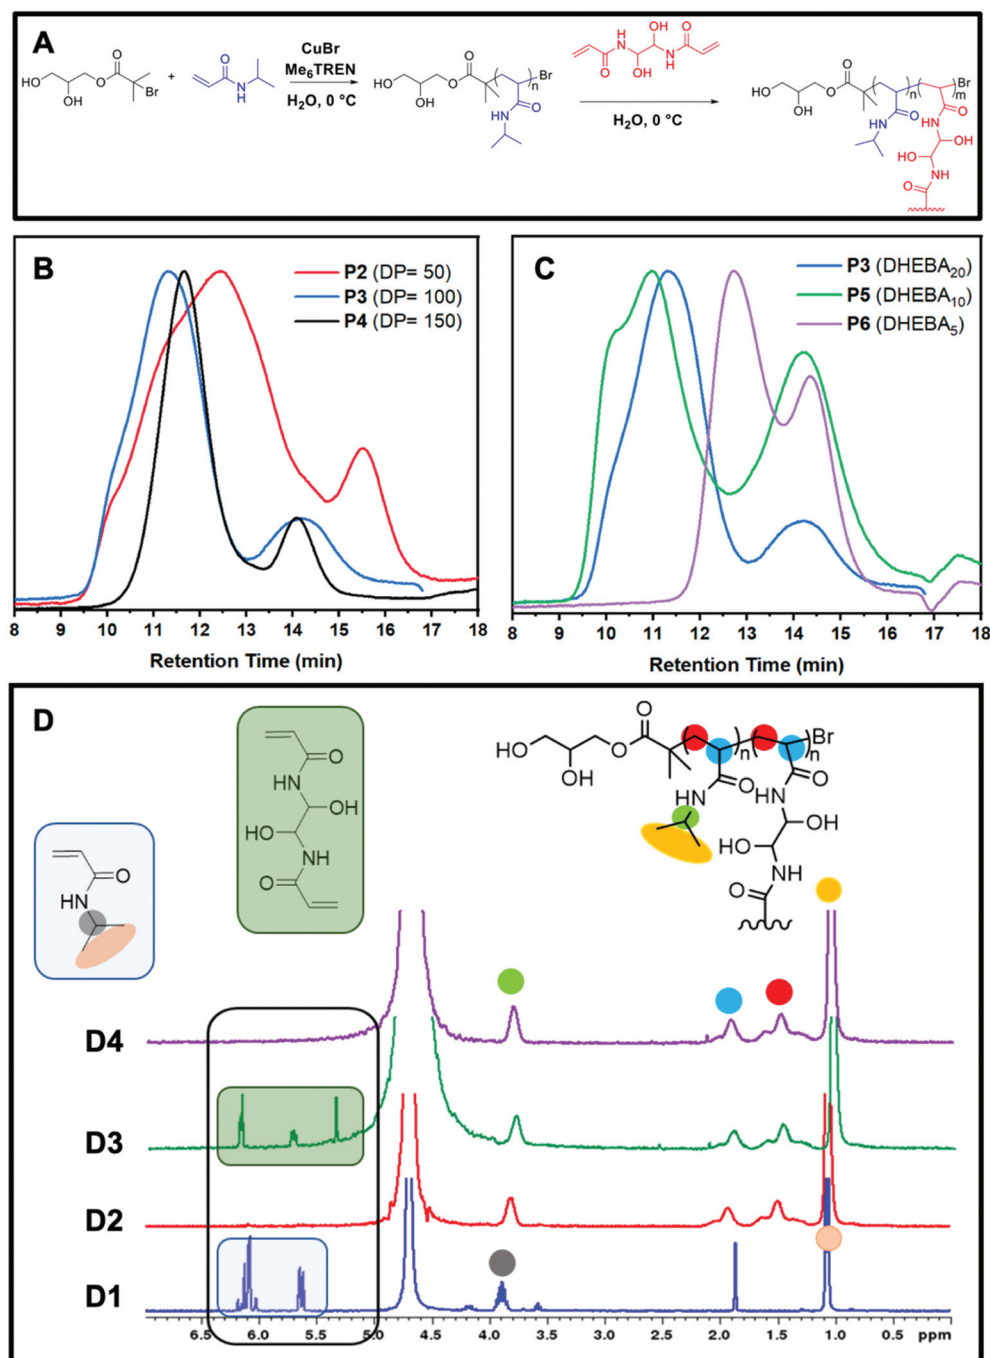 A
CuBr
Me₆TREN
H₂O, 0 °C
HO
OH
O
O
Br
+
O
N
H
HO
OH
O
O
n
Br
O
HN
O
H
N
OH
OH
N
H
O
H₂O, 0 °C
HO
OH
O
O
n
m
Br
O
HN
O
HN
OH
HO
NH
O
B
P2 (DP= 50)
P3 (DP= 100)
P4 (DP= 150)
8 9 10 11 12 13 14 15 16 17 18
Retention Time (min)
C
P3 (DHEBA₂₀)
P5 (DHEBA₁₀)
P6 (DHEBA₅)
8 9 10 11 12 13 14 15 16 17 18
Retention Time (min)
D
O
HN
O
HN
OH
HO
NH
O
HO
OH
O
O
n
n
Br
HN
O
HN
O
OH
HO
NH
O
D4
D3
D2
D1
6.5 6.0 5.5 5.0 4.5 4.0 3.5 3.0 2.5 2.0 1.5 1.0 0.5 ppm